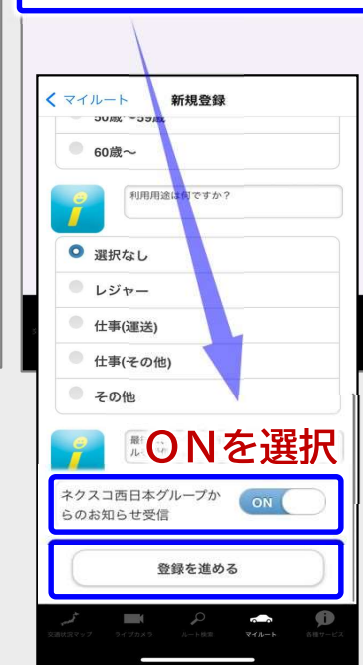 マイルート
新規登録
50歳~59歳
60歳~
利用用途は何ですか?
選択なし
レジャー
仕事(運送)
仕事(その他)
その他
ONを選択
ネクスコ西日本グループか
らのお知らせ受信
ON
登録を進める
交通状況マップ
ライブカメラ
ルート検索
マイルート
各種サービス